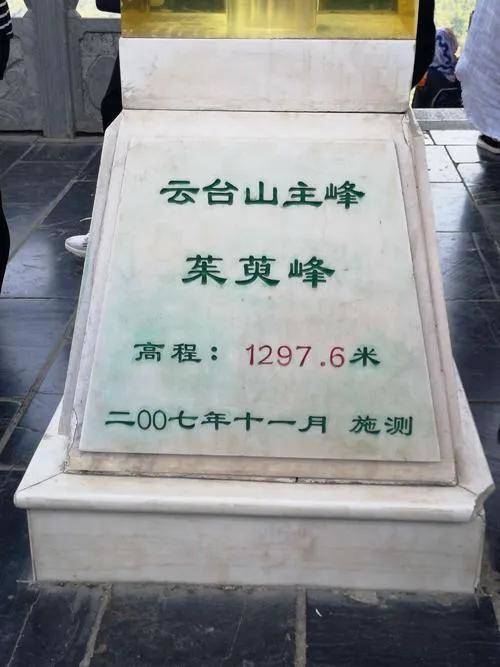 云台山主峰
茱萸峰
高程：1297.6米
二00七年十一月 施测